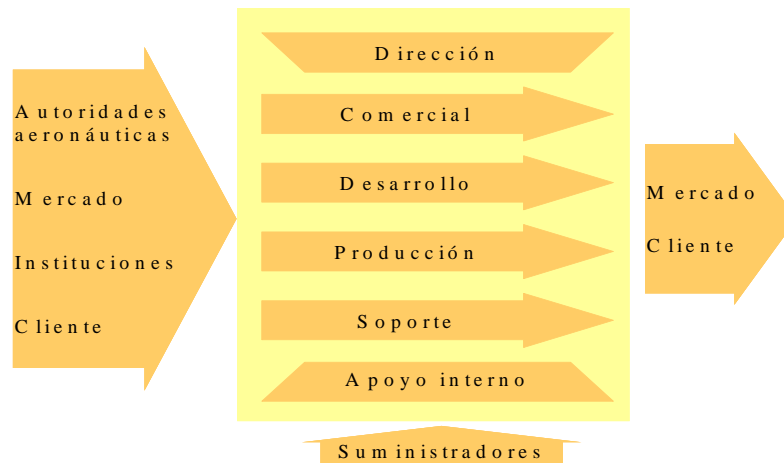 Autoridades
aeronáuticas
Mercado
Instituciones
Cliente
Dirección
Comercial
Desarrollo
Producción
Soporte
Apoyo interno
Mercado
Cliente
Suministradores